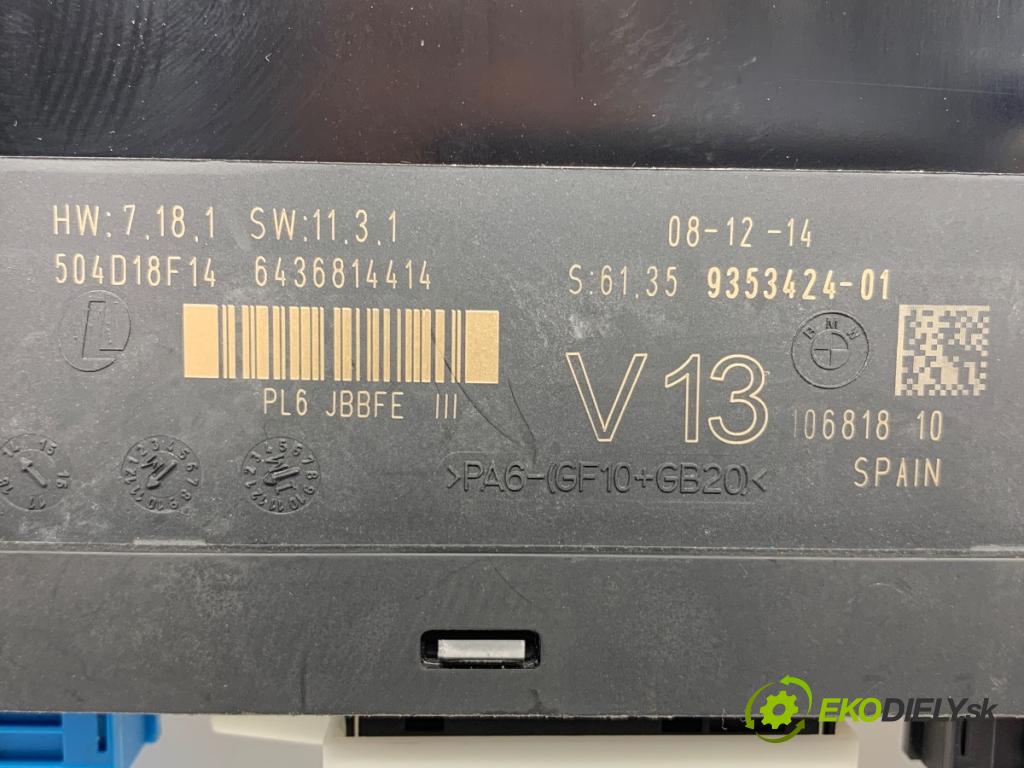 HW:7.18.1 SW:11.3.1
08-12-14
504D18F14 6436814414
S:61.35 9353424-01
BMW
PL6 JBBFE III
V13
106818 10
>PA6-(GF10+GB20)<
SPAIN
EKODIELY.sk